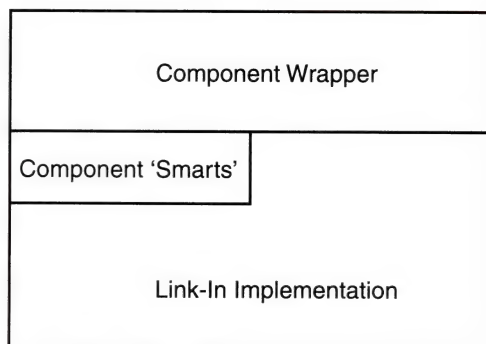 Component Wrapper
Component ‘Smarts’
Link-In Implementation